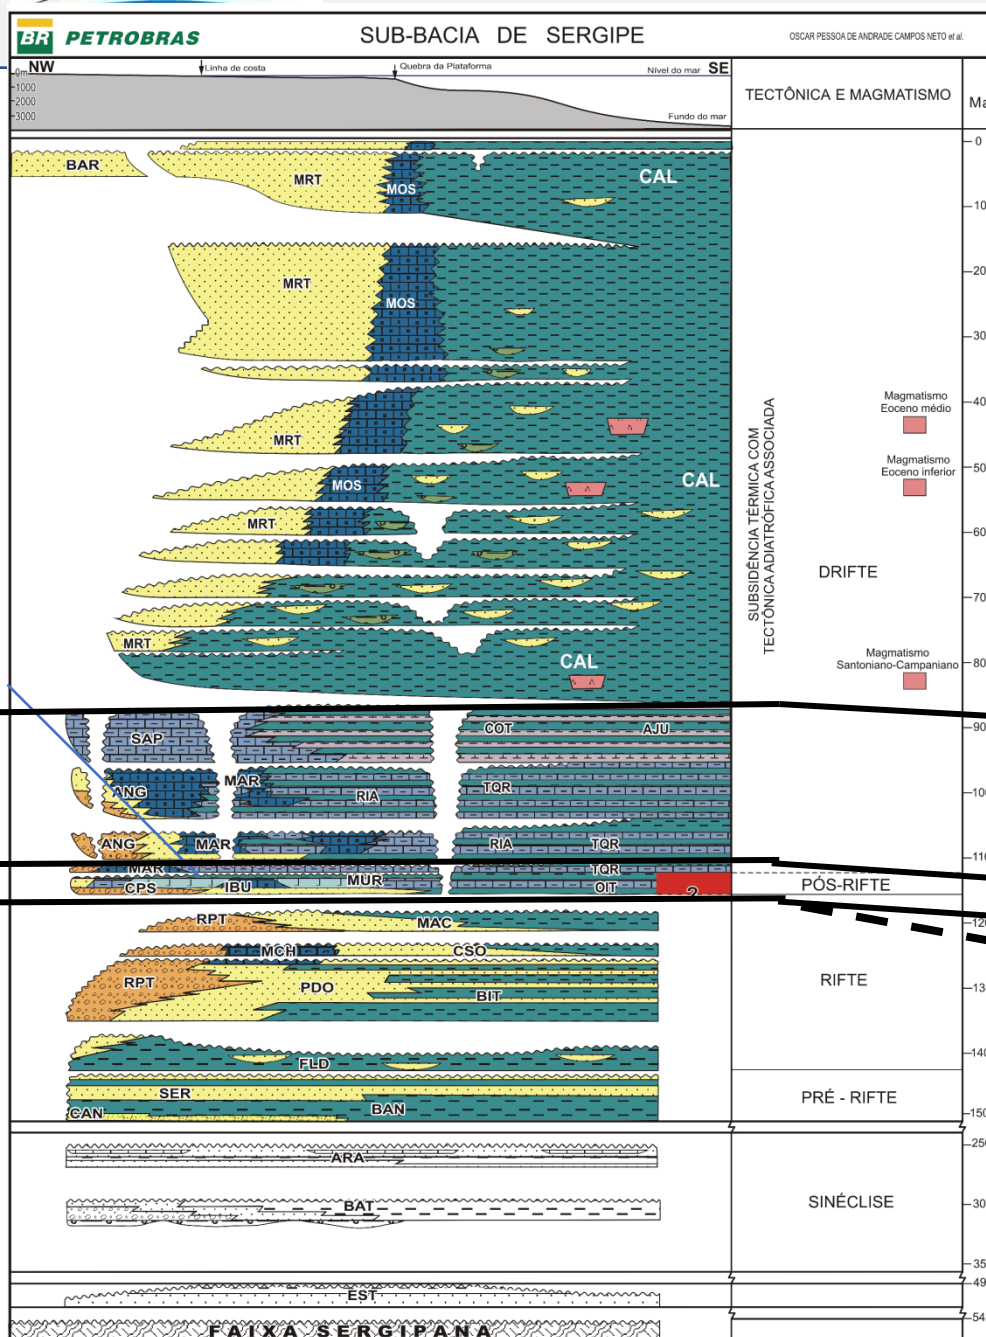 BR PETROBRAS
SUB-BACIA DE SERGIPE
OSCAR PESSOA DE ANDRADE CAMPOS NETO et al.
NW
Linha de costa
Quebra da Plataforma
Nível do mar
SE
0m
1000
2000
3000
Fundo do mar
TECTÔNICA E MAGMATISMO
Ma
0
BAR
MRT
MOS
CAL
10
20
MRT
MOS
30
40
Magmatismo
Eoceno médio
MRT
Magmatismo
Eoceno inferior
50
MOS
CAL
MRT
60
SUBSIDÊNCIA TÉRMICA COM
TECTÔNICA ADIATRÓFICA ASSOCIADA
DRIFTE
70
MRT
CAL
Magmatismo
Santoniano-Campaniano
80
SAP
COT
AJU
90
ANG
MAR
RIA
TQR
100
ANG
MAR
RIA
TQR
110
MAR
TQR
CPS
IBU
MUR
OIT
?
PÓS-RIFTE
RPT
MAC
120
MCH
CSO
RPT
PDO
BIT
RIFTE
13
FLD
140
SER
CAN
BAN
PRÉ - RIFTE
150
ARA
250
BAT
SINÉCLISE
30
35
EST
49
54
FAIXA SERGIPANA